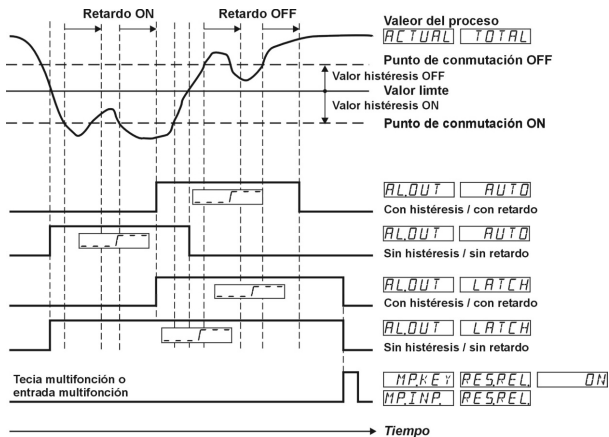 Retardo ON Retardo OFF
Valeor del proceso
ACTUAL TOTAL
Punto de conmutación OFF
Valor histéresis OFF
Valor limte
Valor histéresis ON
Punto de conmutación ON
AL.OUT AUTO
Con histéresis / con retardo
AL.OUT AUTO
Sin histéresis / sin retardo
AL.OUT LATCH
Con histéresis / con retardo
AL.OUT LATCH
Sin histéresis / sin retardo
Tecia multifonción o
entrada multifonción
MP.KEY RES.REL. ON
MP.INP. RES.REL.
Tiempo